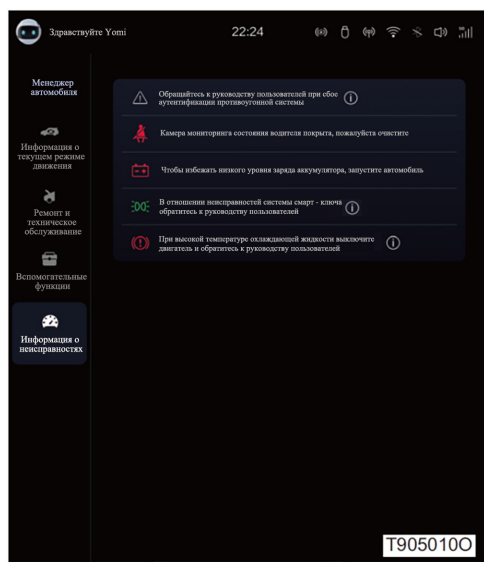 Здравствуйте Yomi
22:24
Менеджер
автомобиля
Информация о
текущем режиме
движения
Ремонт и
техническое
обслуживание
Вспомогательные
функции
Информация о
неисправностях
Обращайтесь к руководству пользователей при сбое
аутентификации противоугонной системы
Камера мониторинга состояния водителя покрыта, пожалуйста очистите
Чтобы избежать низкого уровня заряда аккумулятора, запустите автомобиль
В отношении неисправностей системы смарт - ключа
обратитесь к руководству пользователей
При высокой температуре охлаждающей жидкости выключите
двигатель и обратитесь к руководству пользователей
T905010O